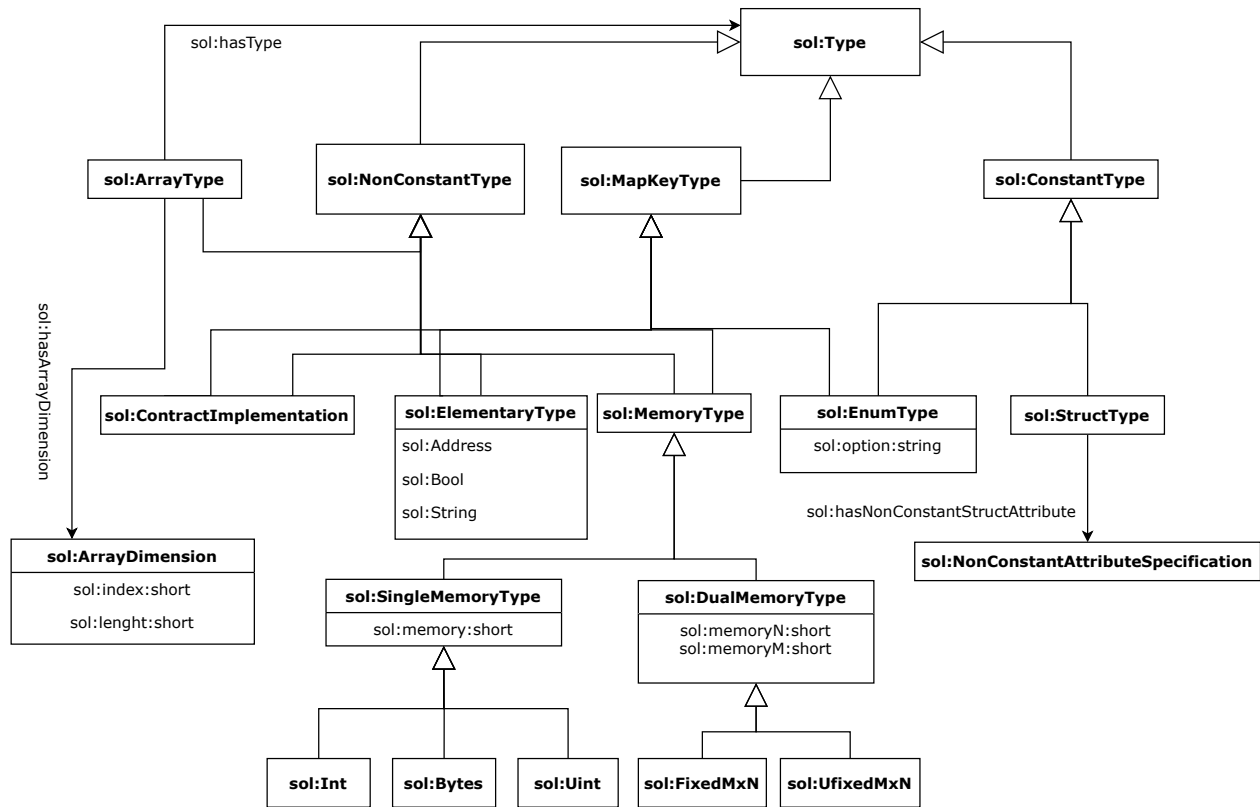 sol:hasType
sol:Type
sol:ArrayType
sol:NonConstantType
sol:MapKeyType
sol:ConstantType
sol:hasArrayDimension
sol:ContractImplementation
sol:ElementaryType
sol:Address
sol:Bool
sol:String
sol:MemoryType
sol:EnumType
sol:option:string
sol:StructType
sol:hasNonConstantStructAttribute
sol:ArrayDimension
sol:index:short
sol:lenght:short
sol:NonConstantAttributeSpecification
sol:SingleMemoryType
sol:memory:short
sol:DualMemoryType
sol:memoryN:short
sol:memoryM:short
sol:Int
sol:Bytes
sol:Uint
sol:FixedMxN
sol:UfixedMxN